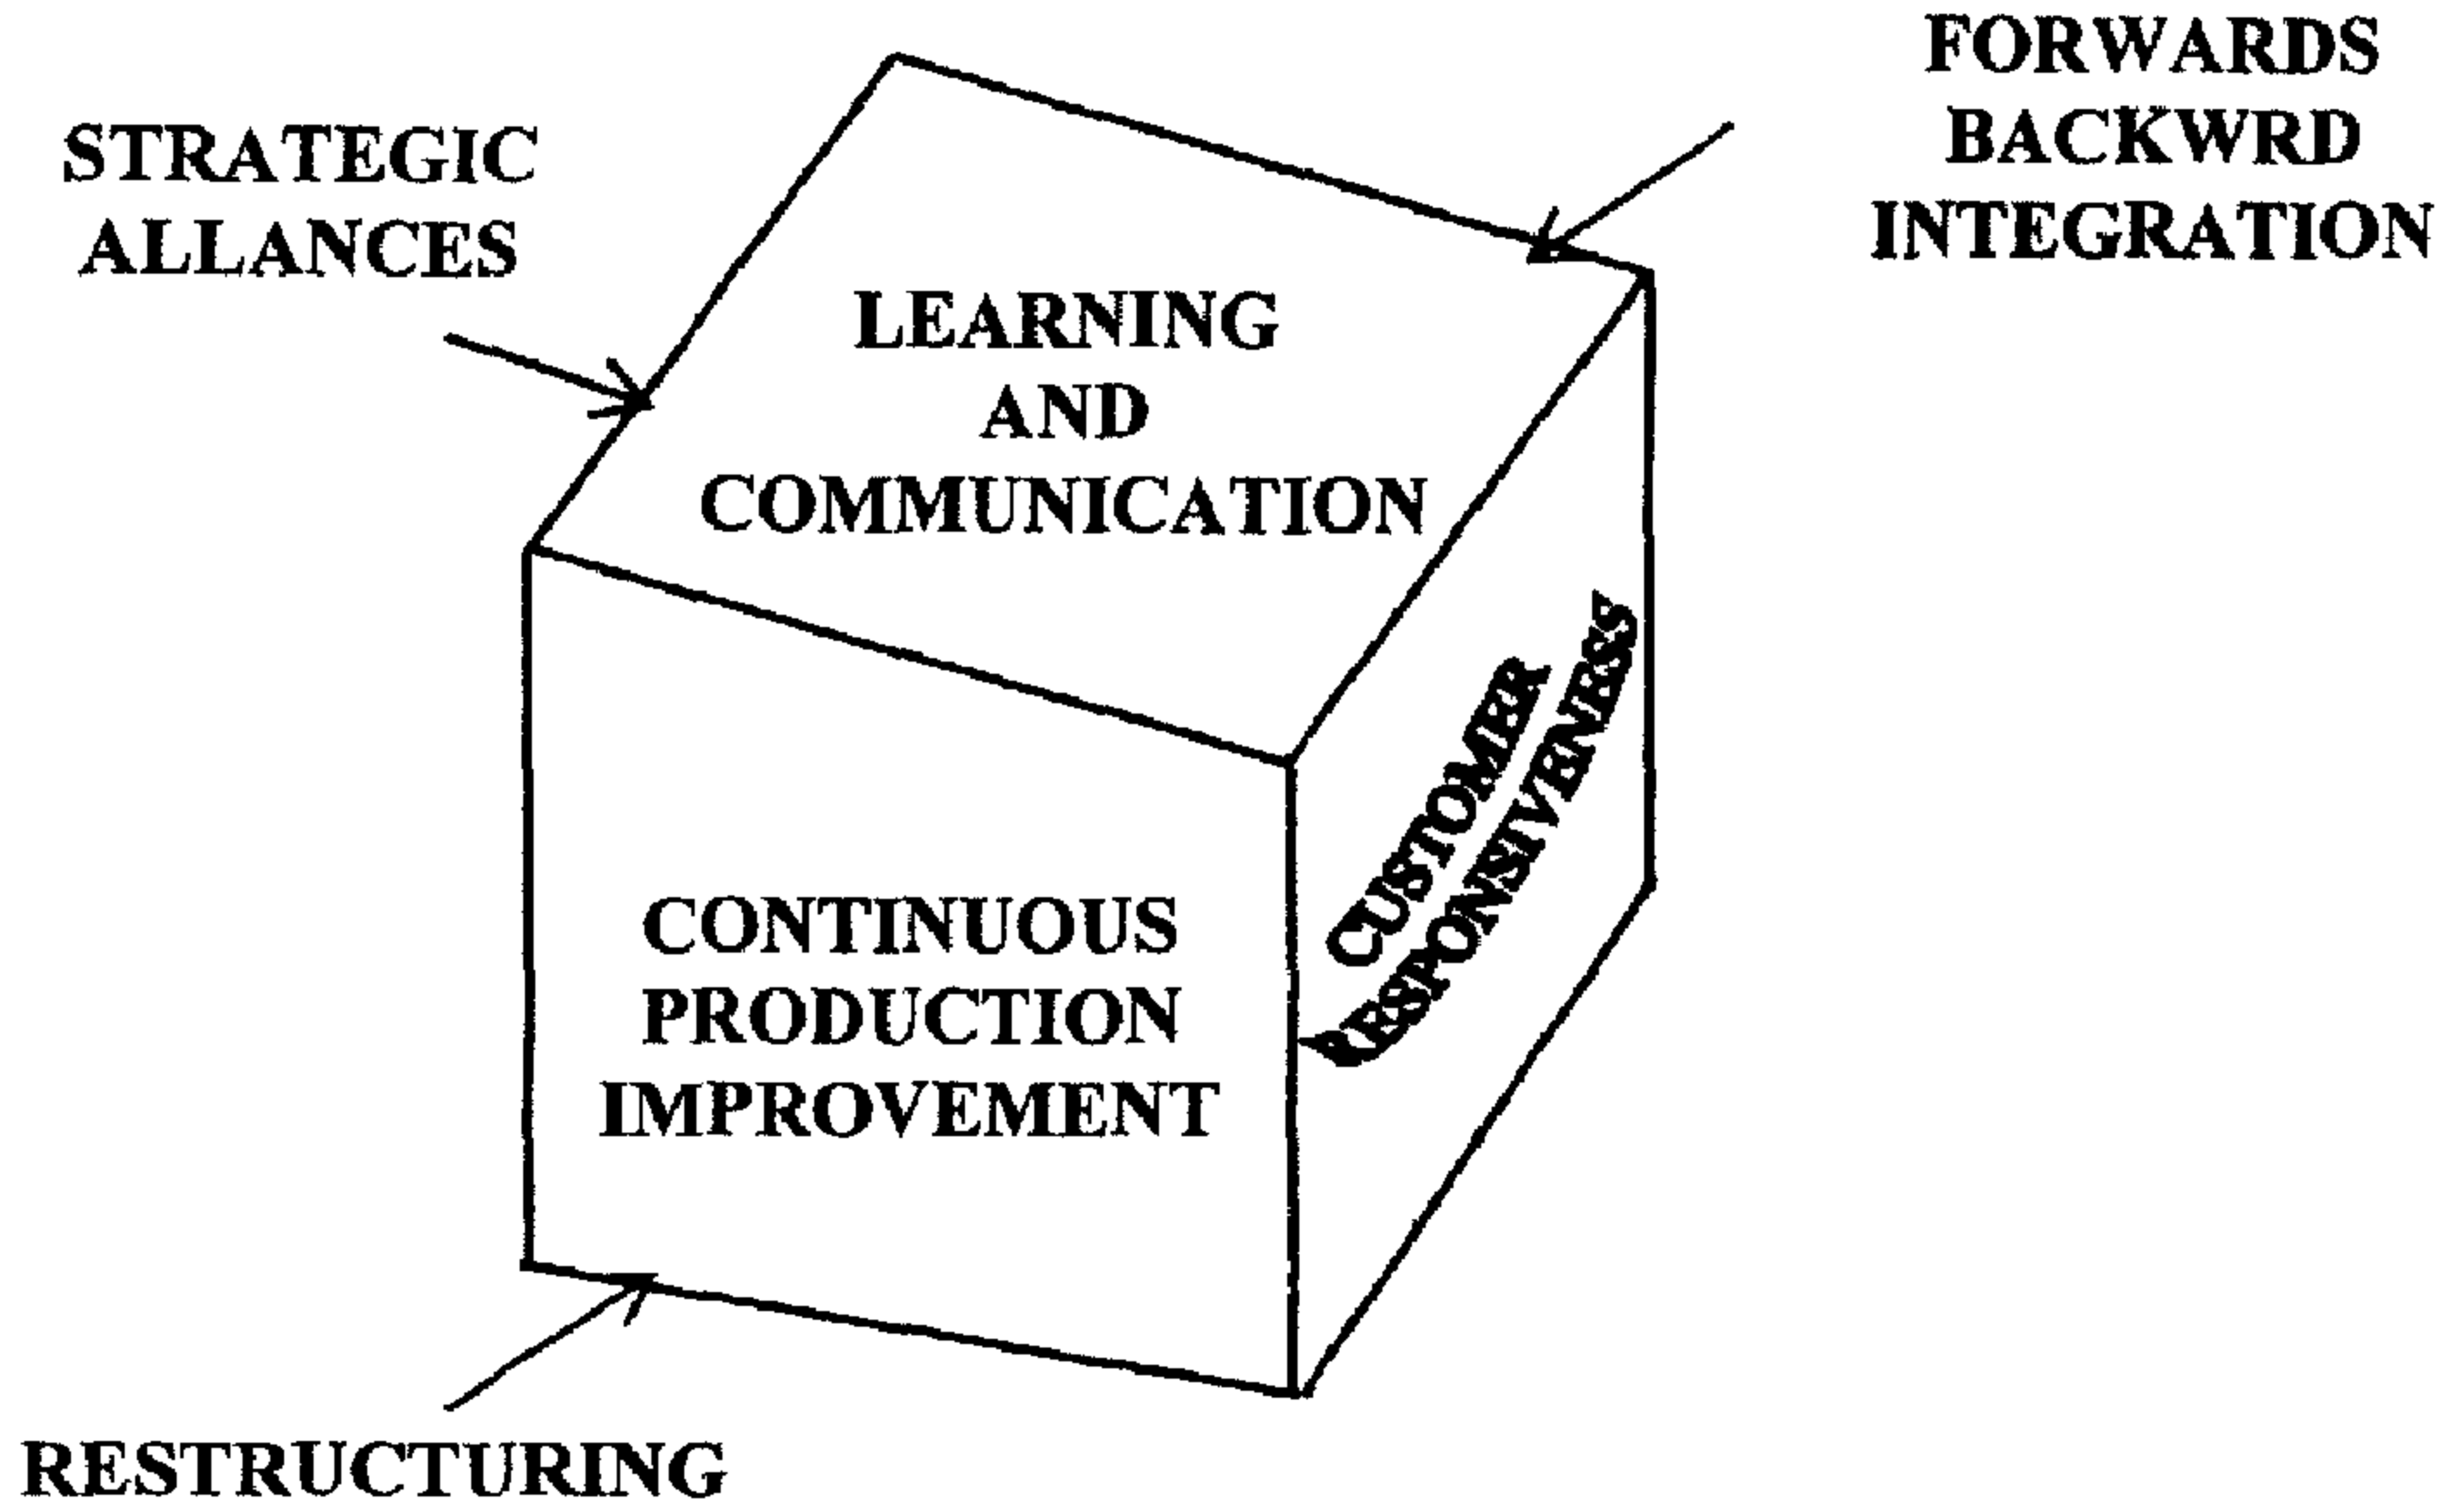 FORWARDS
BACKWRD
INTEGRATION
STRATEGIC
ALLANCES
LEARNING
AND
COMMUNICATION
CUSTOMER
RESPONSIVENESS
CONTINUOUS
PRODUCTION
IMPROVEMENT
RESTRUCTURING